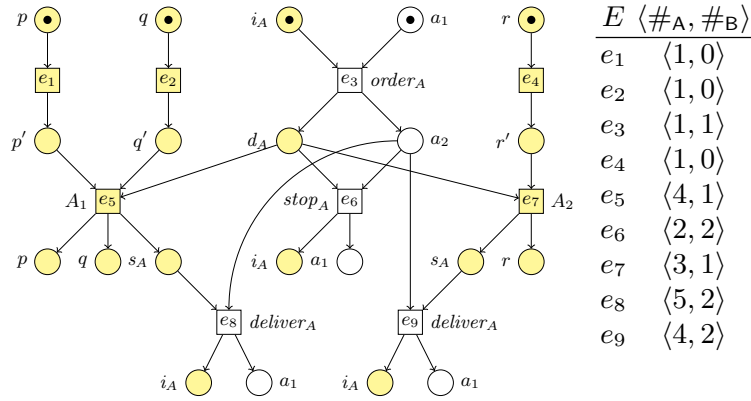 p q i_A a_1 r E ⟨#_A, #_B⟩
e_1 e_2 e_3 order_A e_4 e_1 ⟨1, 0⟩
e_2 ⟨1, 0⟩
p′ q′ d_A a_2 r′ e_3 ⟨1, 1⟩
e_4 ⟨1, 0⟩
A_1 e_5 stop_A e_6 e_7 A_2 e_5 ⟨4, 1⟩
e_6 ⟨2, 2⟩
p q s_A i_A a_1 s_A r e_7 ⟨3, 1⟩
e_8 deliver_A e_9 deliver_A e_8 ⟨5, 2⟩
e_9 ⟨4, 2⟩
i_A a_1 i_A a_1